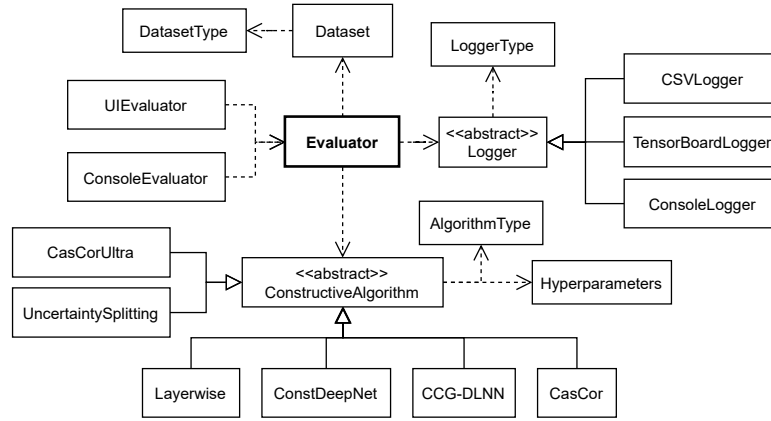 DatasetType
Dataset
LoggerType
UIEvaluator
CSVLogger
Evaluator
<<abstract>>
Logger
TensorBoardLogger
ConsoleEvaluator
ConsoleLogger
AlgorithmType
CasCorUltra
<<abstract>>
ConstructiveAlgorithm
Hyperparameters
UncertaintySplitting
Layerwise
ConstDeepNet
CCG-DLNN
CasCor